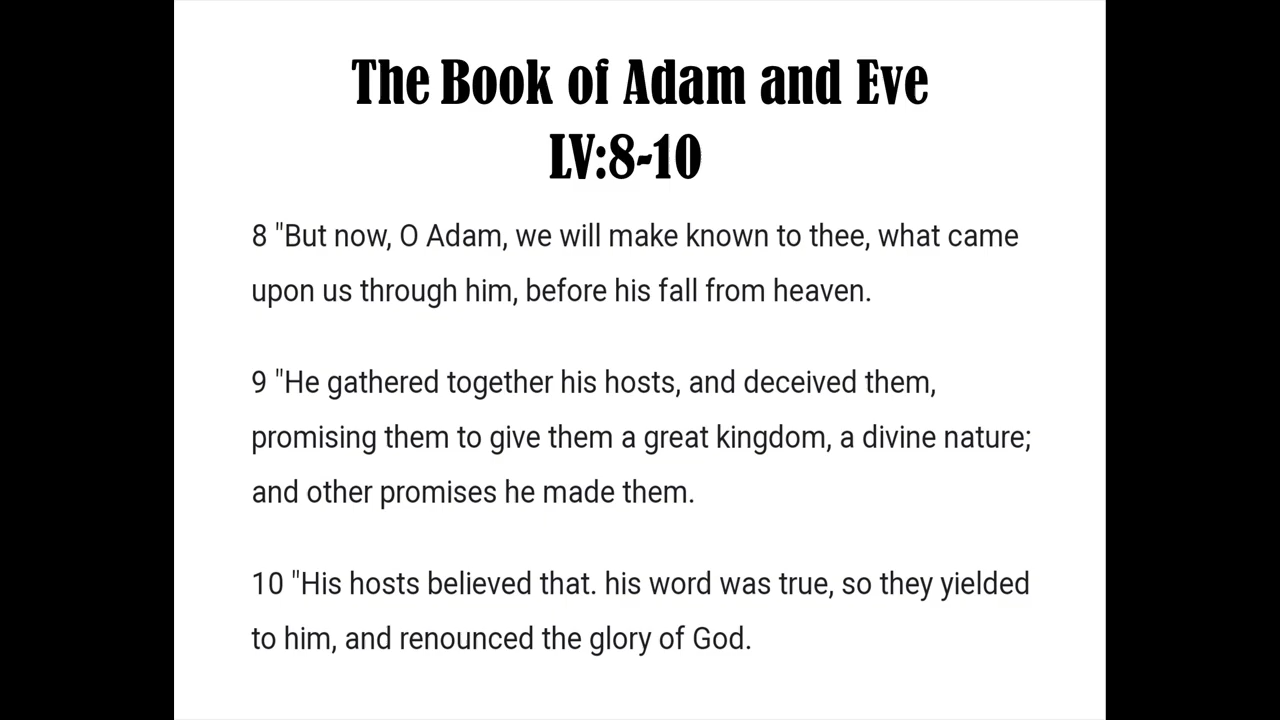 The Book of Adam and Eve
LV:8-10
8 "But now, O Adam, we will make known to thee, what came
upon us through him, before his fall from heaven.
9 "He gathered together his hosts, and deceived them,
promising them to give them a great kingdom, a divine nature;
and other promises he made them.
10 "His hosts believed that. his word was true, so they yielded
to him, and renounced the glory of God.